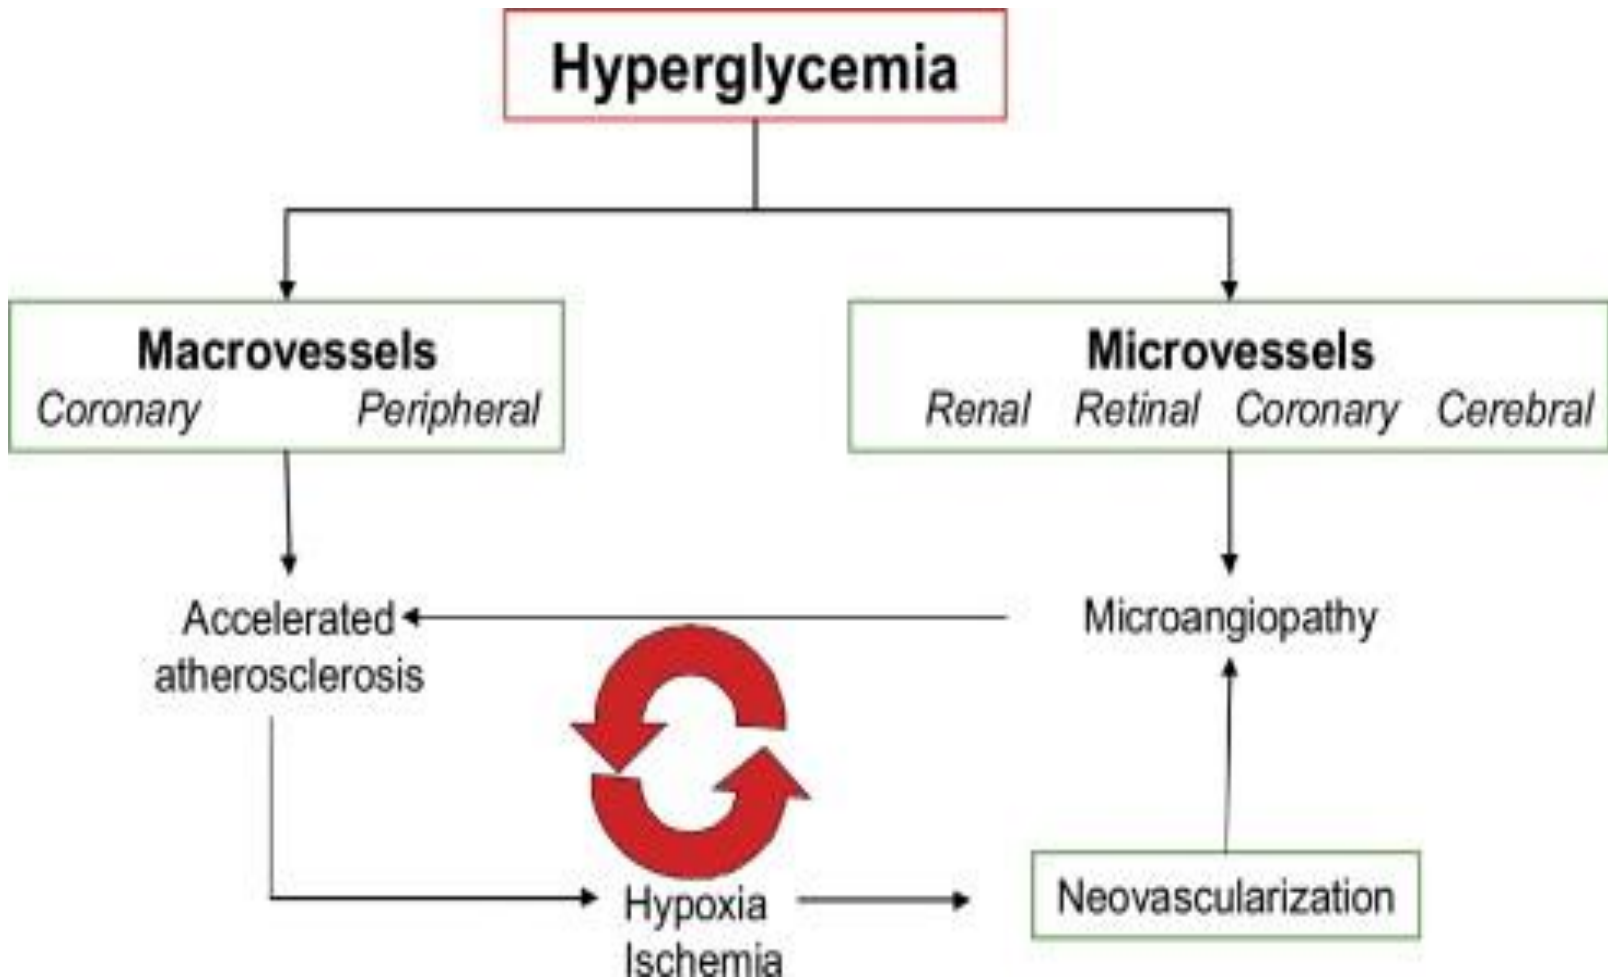 Hyperglycemia
Macrovessels
Coronary Peripheral
Microvessels
Renal Retinal Coronary Cerebral
Accelerated
atherosclerosis
Microangiopathy
Hypoxia
Ischemia
Neovascularization